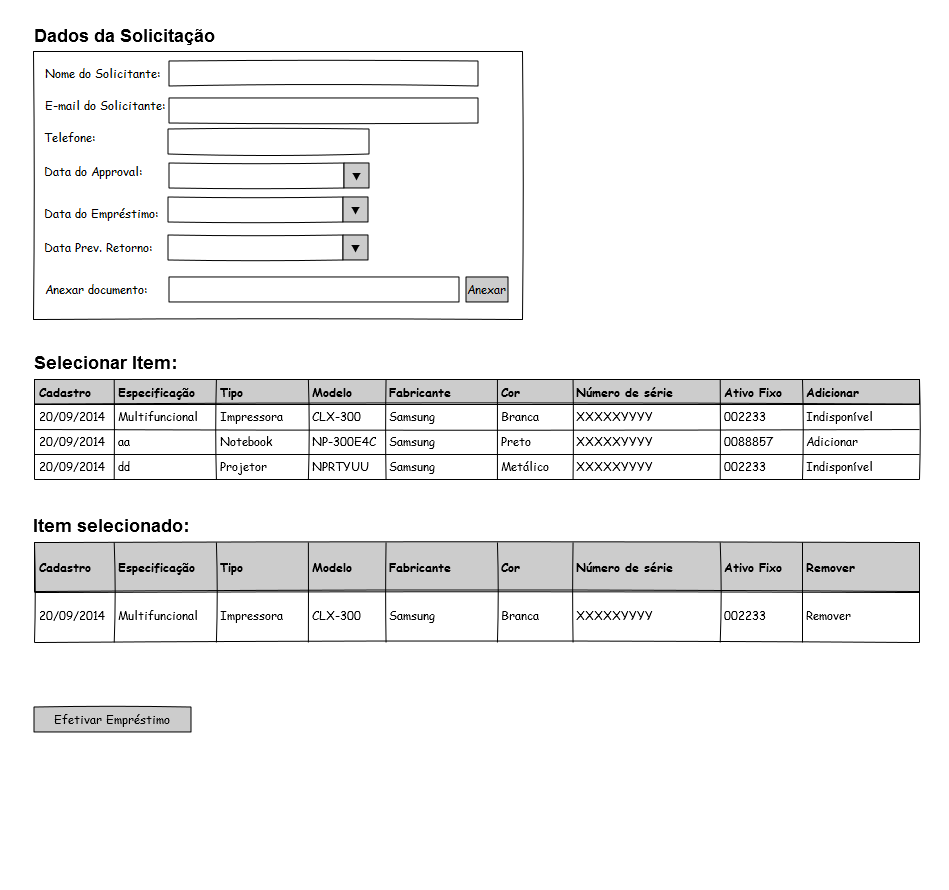 Dados da Solicitação
Nome do Solicitante:
E-mail do Solicitante:
Telefone:
Data do Approval:
Data do Empréstimo:
Data Prev. Retorno:
Anexar documento: Anexar
Selecionar Item:
Cadastro Especificação Tipo Modelo Fabricante Cor Número de série Ativo Fixo Adicionar
20/09/2014 Multifuncional Impressora CLX-300 Samsung Branca XXXXXYYYY 002233 Indisponível
20/09/2014 aa Notebook NP-300E4C Samsung Preto XXXXXYYYY 0088857 Adicionar
20/09/2014 dd Projetor NPRTYUU Samsung Metálico XXXXXYYYY 002233 Indisponível
Item selecionado:
Cadastro Especificação Tipo Modelo Fabricante Cor Número de série Ativo Fixo Remover
20/09/2014 Multifuncional Impressora CLX-300 Samsung Branca XXXXXYYYY 002233 Remover
Efetivar Empréstimo